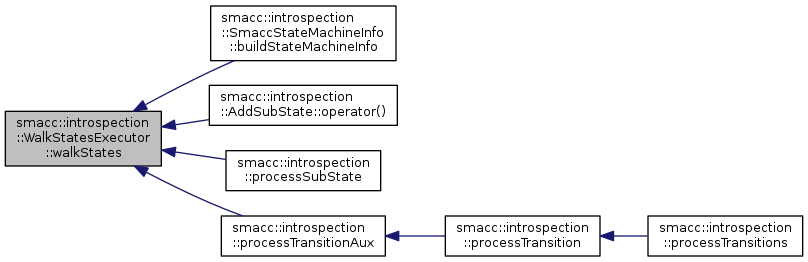 smacc::introspection
::SmaccStateMachineInfo
::buildStateMachineInfo
smacc::introspection
::AddSubState::operator()
smacc::introspection
::WalkStatesExecutor
::walkStates
smacc::introspection
::processSubState
smacc::introspection
::processTransitionAux
smacc::introspection
::processTransition
smacc::introspection
::processTransitions